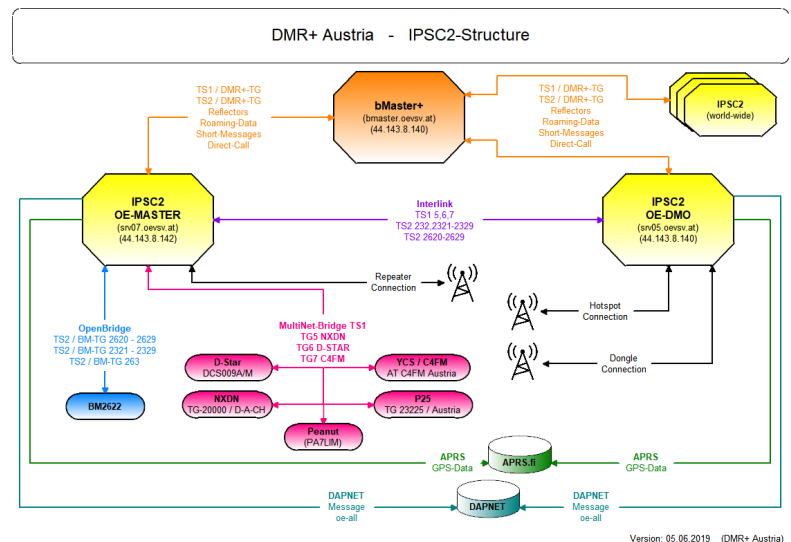 DMR+ Austria - IPSC2-Structure
TS1 / DMR+-TG
TS2 / DMR+-TG
Reflectors
Roaming-Data
Short-Messages
Direct-Call
bMaster+
(bmaster.oevsv.at)
(44.143.8.140)
TS1 / DMR+-TG
TS2 / DMR+-TG
Reflectors
Roaming-Data
Short-Messages
Direct-Call
IPSC2
(world-wide)
IPSC2
OE-MASTER
(srv07.oevsv.at)
(44.143.8.142)
Interlink
TS1 5,6,7
TS2 232,2321-2329
TS2 2620-2629
IPSC2
OE-DMO
(srv05.oevsv.at)
(44.143.8.140)
Repeater
Connection
Hotspot
Connection
Dongle
Connection
OpenBridge
TS2 / BM-TG 2620 - 2629
TS2 / BM-TG 2321 - 2329
TS2 / BM-TG 263
BM2622
MultiNet-Bridge TS1
TG5 NXDN
TG6 D-STAR
TG7 C4FM
D-Star
DCS009A/M
YCS / C4FM
AT C4FM Austria
NXDN
TG-20000 / D-A-CH
P25
TG 23225 / Austria
Peanut
(PA7LIM)
APRS
GPS-Data
APRS.fi
APRS
GPS-Data
DAPNET
Message
oe-all
DAPNET
DAPNET
Message
oe-all
Version: 05.06.2019 (DMR+ Austria)